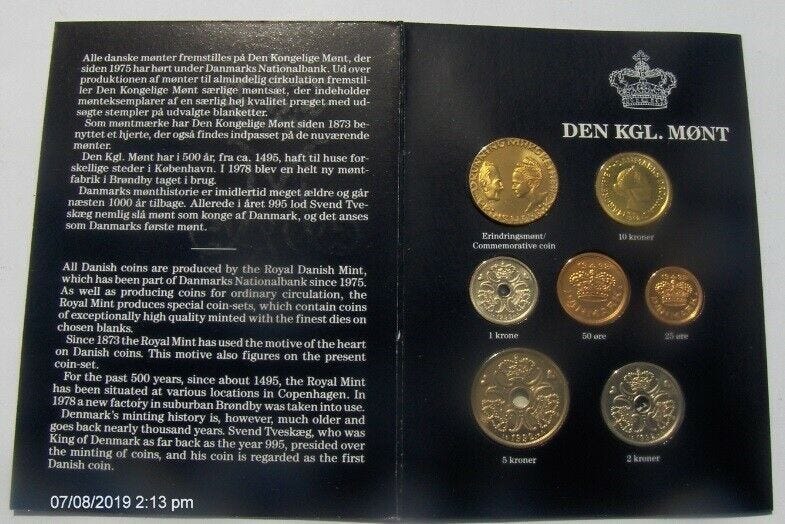 Alle danske mønter fremstilles på Den Kongelige Mønt, der
siden 1975 har hørt under Danmarks Nationalbank. Ud over
produktionen af mønter til almindelig cirkulation fremstil-
ler Den Kongelige Mønt særlige møntsæt, der indeholder
mønteksemplarer af en særlig høj kvalitet præget med ud-
søgte stempler på udvalgte blanketter.
Som møntmærke har Den Kongelige Mønt siden 1873 be-
nyttet et hjerte, der også findes indpasset på de nuværende
mønter.
Den Kgl. Mønt har i 500 år, fra ca. 1495, haft til huse for-
skellige steder i København. I 1978 blev en helt ny mønt-
fabrik i Brøndby taget i brug.
Danmarks mønthistorie er imidlertid meget ældre og går
næsten 1000 år tilbage. Allerede i året 995 lod Svend Tve-
skæg nemlig slå mønt som konge af Danmark, og det anses
som Danmarks første mønt.
All Danish coins are produced by the Royal Danish Mint,
which has been part of Danmarks Nationalbank since 1975.
As well as producing coins for ordinary circulation, the
Royal Mint produces special coin-sets, which contain coins
of exceptionally high quality minted with the finest dies on
chosen blanks.
Since 1873 the Royal Mint has used the motive of the heart
on Danish coins. This motive also figures on the present
coin-set.
For the past 500 years, since about 1495, the Royal Mint
has been situated at various locations in Copenhagen. In
1978 a new factory in suburban Brøndby was taken into use.
Denmark's minting history is, however, much older and
goes back nearly thousand years. Svend Tveskæg, who was
King of Denmark as far back as the year 995, presided over
the minting of coins, and his coin is regarded as the first
Danish coin.
07/08/2019 2:13 pm
DEN KGL. MØNT
Erindringsmønt/
Commemorative coin
10 kroner
1 krone
50 øre
25 øre
5 kroner
2 kroner